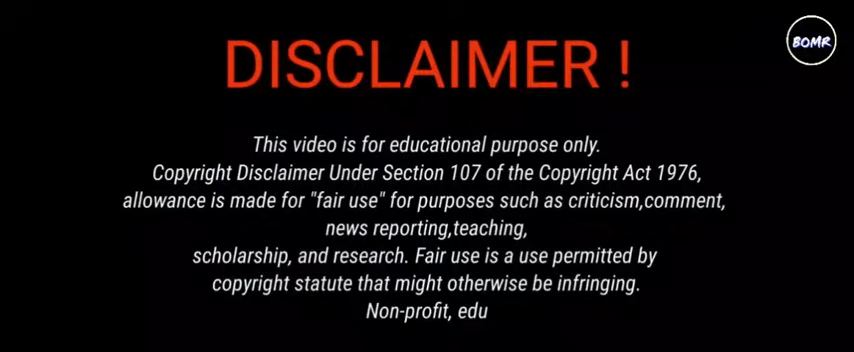 BOMR
DISCLAIMER !
This video is for educational purpose only.
Copyright Disclaimer Under Section 107 of the Copyright Act 1976,
allowance is made for "fair use" for purposes such as criticism,comment,
news reporting,teaching,
scholarship, and research. Fair use is a use permitted by
copyright statute that might otherwise be infringing.
Non-profit, edu